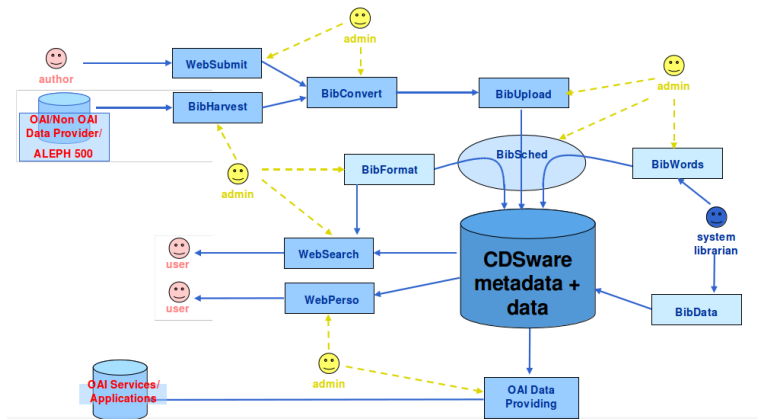 admin
WebSubmit
author
admin
BibConvert
BibUpload
BibHarvest
OAI/Non OAI
Data Provider/
ALEPH 500
BibSched
BibFormat
BibWords
admin
system
librarian
WebSearch
user
CDSware
metadata +
data
WebPerso
user
BibData
admin
OAI Services/
Applications
OAI Data
Providing